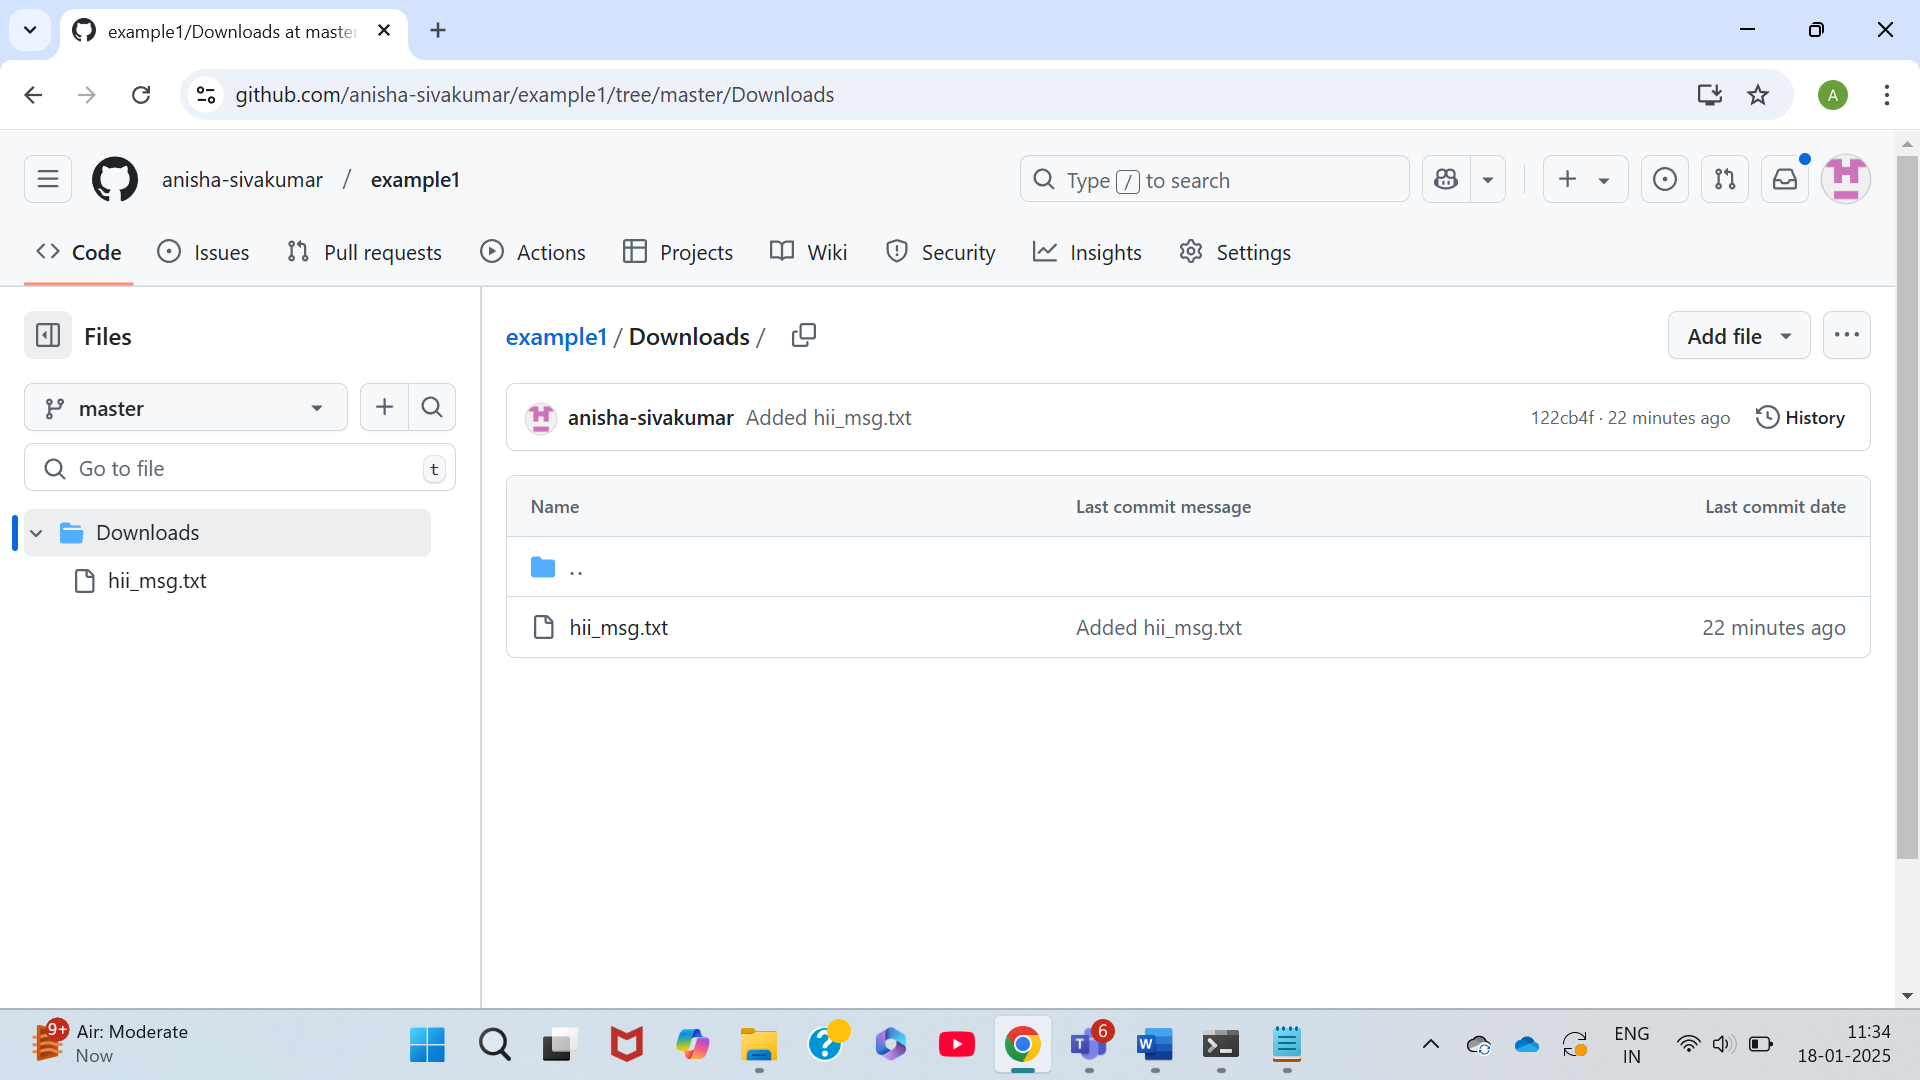 example1/Downloads at master
github.com/anisha-sivakumar/example1/tree/master/Downloads
A
anisha-sivakumar / example1
Type / to search
Code Issues Pull requests Actions Projects Wiki Security Insights Settings
Files
example1 / Downloads /
Add file
master
anisha-sivakumar Added hii_msg.txt
122cb4f · 22 minutes ago
History
Go to file t
Name Last commit message Last commit date
Downloads
..
hii_msg.txt
hii_msg.txt Added hii_msg.txt 22 minutes ago
9+ Air: Moderate
Now
6
ENG
IN
11:34
18-01-2025